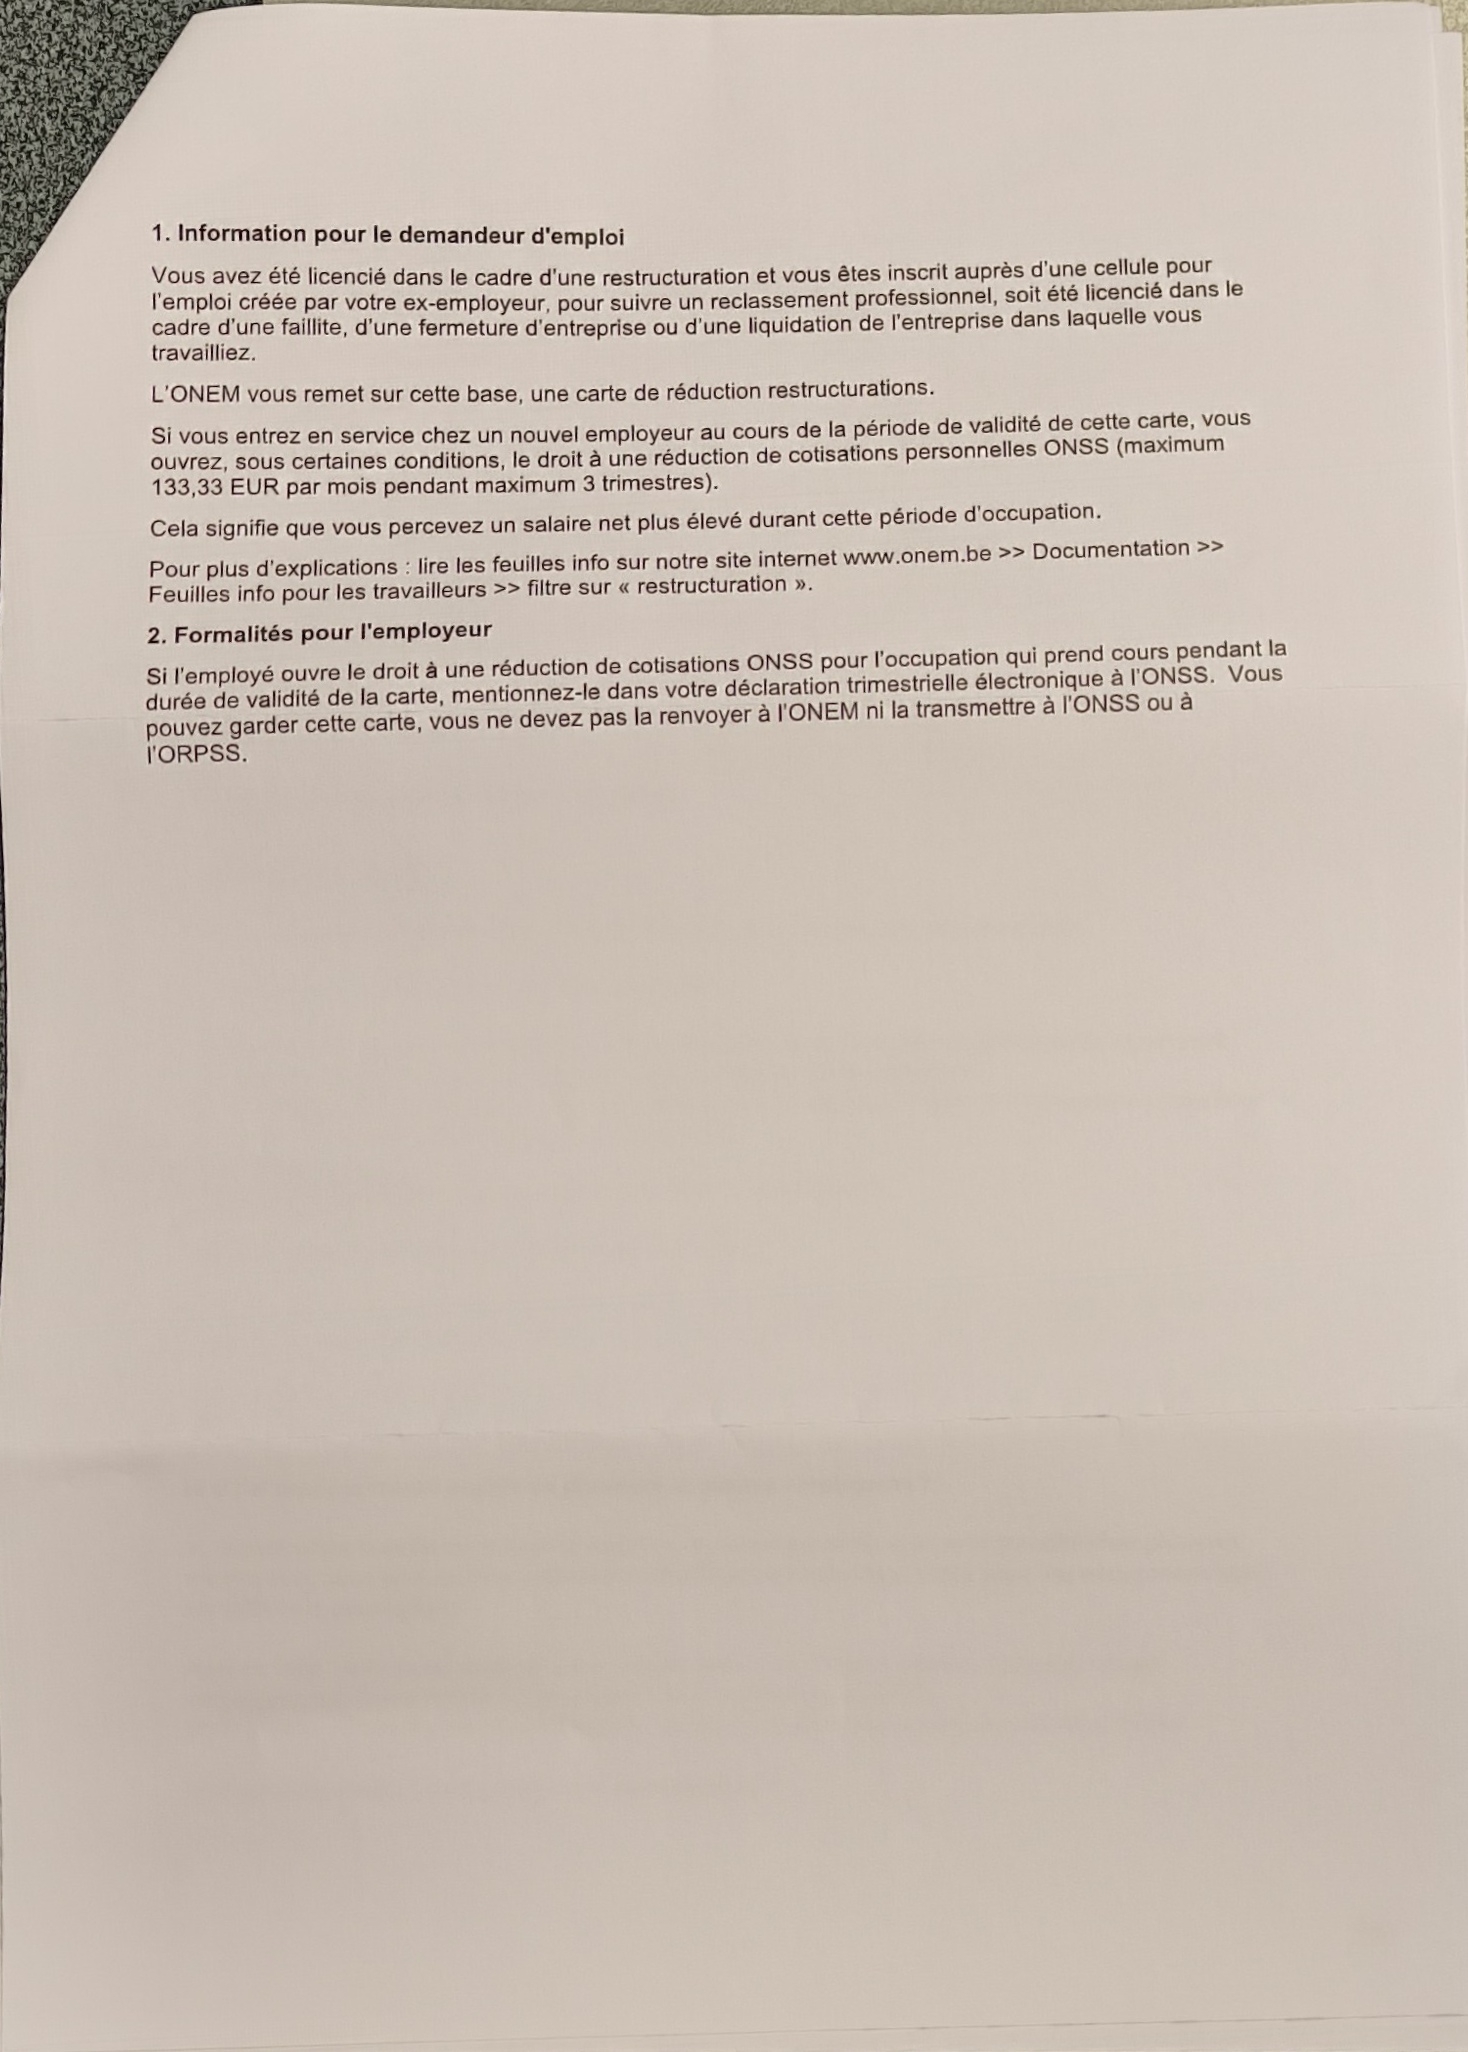 1. Information pour le demandeur d'emploi
Vous avez été licencié dans le cadre d'une restructuration et vous êtes inscrit auprès d'une cellule pour
l'emploi créée par votre ex-employeur, pour suivre un reclassement professionnel, soit été licencié dans le
cadre d'une faillite, d'une fermeture d'entreprise ou d'une liquidation de l'entreprise dans laquelle vous
travailliez.
L'ONEM vous remet sur cette base, une carte de réduction restructurations.
Si vous entrez en service chez un nouvel employeur au cours de la période de validité de cette carte, vous
ouvrez, sous certaines conditions, le droit à une réduction de cotisations personnelles ONSS (maximum
133,33 EUR par mois pendant maximum 3 trimestres).
Cela signifie que vous percevez un salaire net plus élevé durant cette période d'occupation.
Pour plus d'explications : lire les feuilles info sur notre site internet www.onem.be >> Documentation >>
Feuilles info pour les travailleurs >> filtre sur « restructuration ».
2. Formalités pour l'employeur
Si l'employé ouvre le droit à une réduction de cotisations ONSS pour l'occupation qui prend cours pendant la
durée de validité de la carte, mentionnez-le dans votre déclaration trimestrielle électronique à l'ONSS.  Vous
pouvez garder cette carte, vous ne devez pas la renvoyer à l'ONEM ni la transmettre à l'ONSS ou à
l'ORPSS.